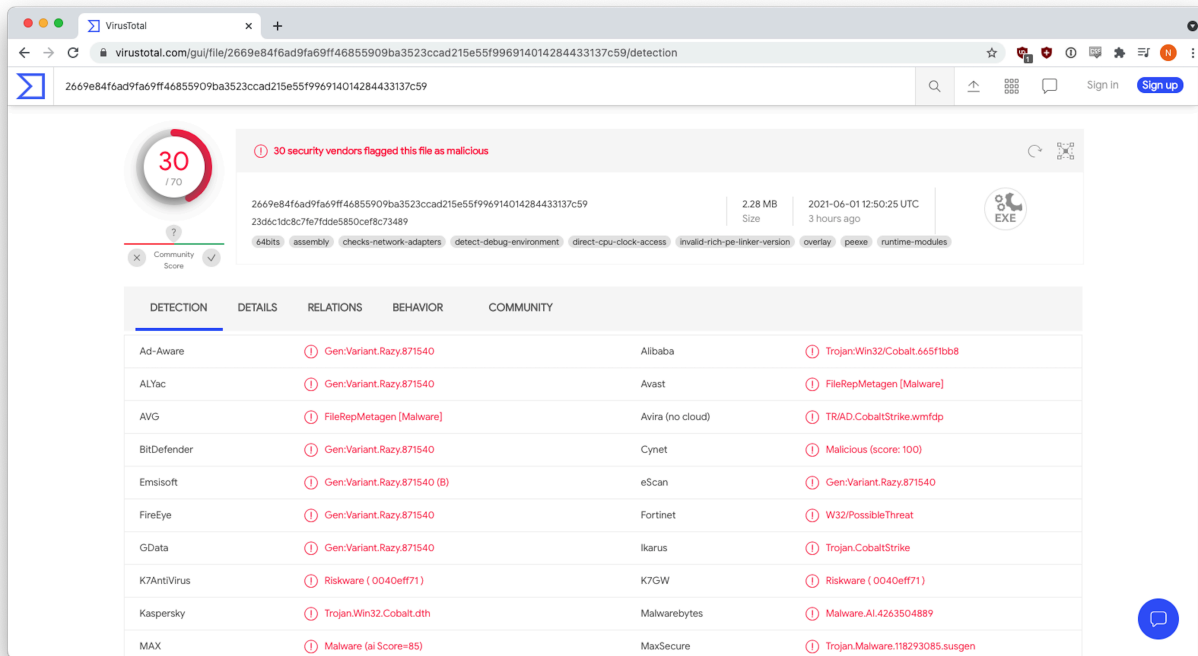 VirusTotal
virustotal.com/gui/file/2669e84f6ad9fa69ff46855909ba3523ccad215e55f996914014284433137c59/detection
1
N
2669e84f6ad9fa69ff46855909ba3523ccad215e55f996914014284433137c59
Sign in
Sign up
30
/ 70
?
Community
Score
30 security vendors flagged this file as malicious
2669e84f6ad9fa69ff46855909ba3523ccad215e55f996914014284433137c59
23d6c1dc8c7fe7fdde5850cef8c73489
2.28 MB
Size
2021-06-01 12:50:25 UTC
3 hours ago
EXE
64bits assembly checks-network-adapters detect-debug-environment direct-cpu-clock-access invalid-rich-pe-linker-version overlay peexe runtime-modules
DETECTION DETAILS RELATIONS BEHAVIOR COMMUNITY
Ad-Aware Gen:Variant.Razy.871540 Alibaba Trojan:Win32/Cobalt.665f1bb8
ALYac Gen:Variant.Razy.871540 Avast FileRepMetagen [Malware]
AVG FileRepMetagen [Malware] Avira (no cloud) TR/AD.CobaltStrike.wmfdp
BitDefender Gen:Variant.Razy.871540 Cynet Malicious (score: 100)
Emsisoft Gen:Variant.Razy.871540 (B) eScan Gen:Variant.Razy.871540
FireEye Gen:Variant.Razy.871540 Fortinet W32/PossibleThreat
GData Gen:Variant.Razy.871540 Ikarus Trojan.CobaltStrike
K7AntiVirus Riskware ( 0040eff71 ) K7GW Riskware ( 0040eff71 )
Kaspersky Trojan.Win32.Cobalt.dth Malwarebytes Malware.AI.4263504889
MAX Malware (ai Score=85) MaxSecure Trojan.Malware.118293085.susgen